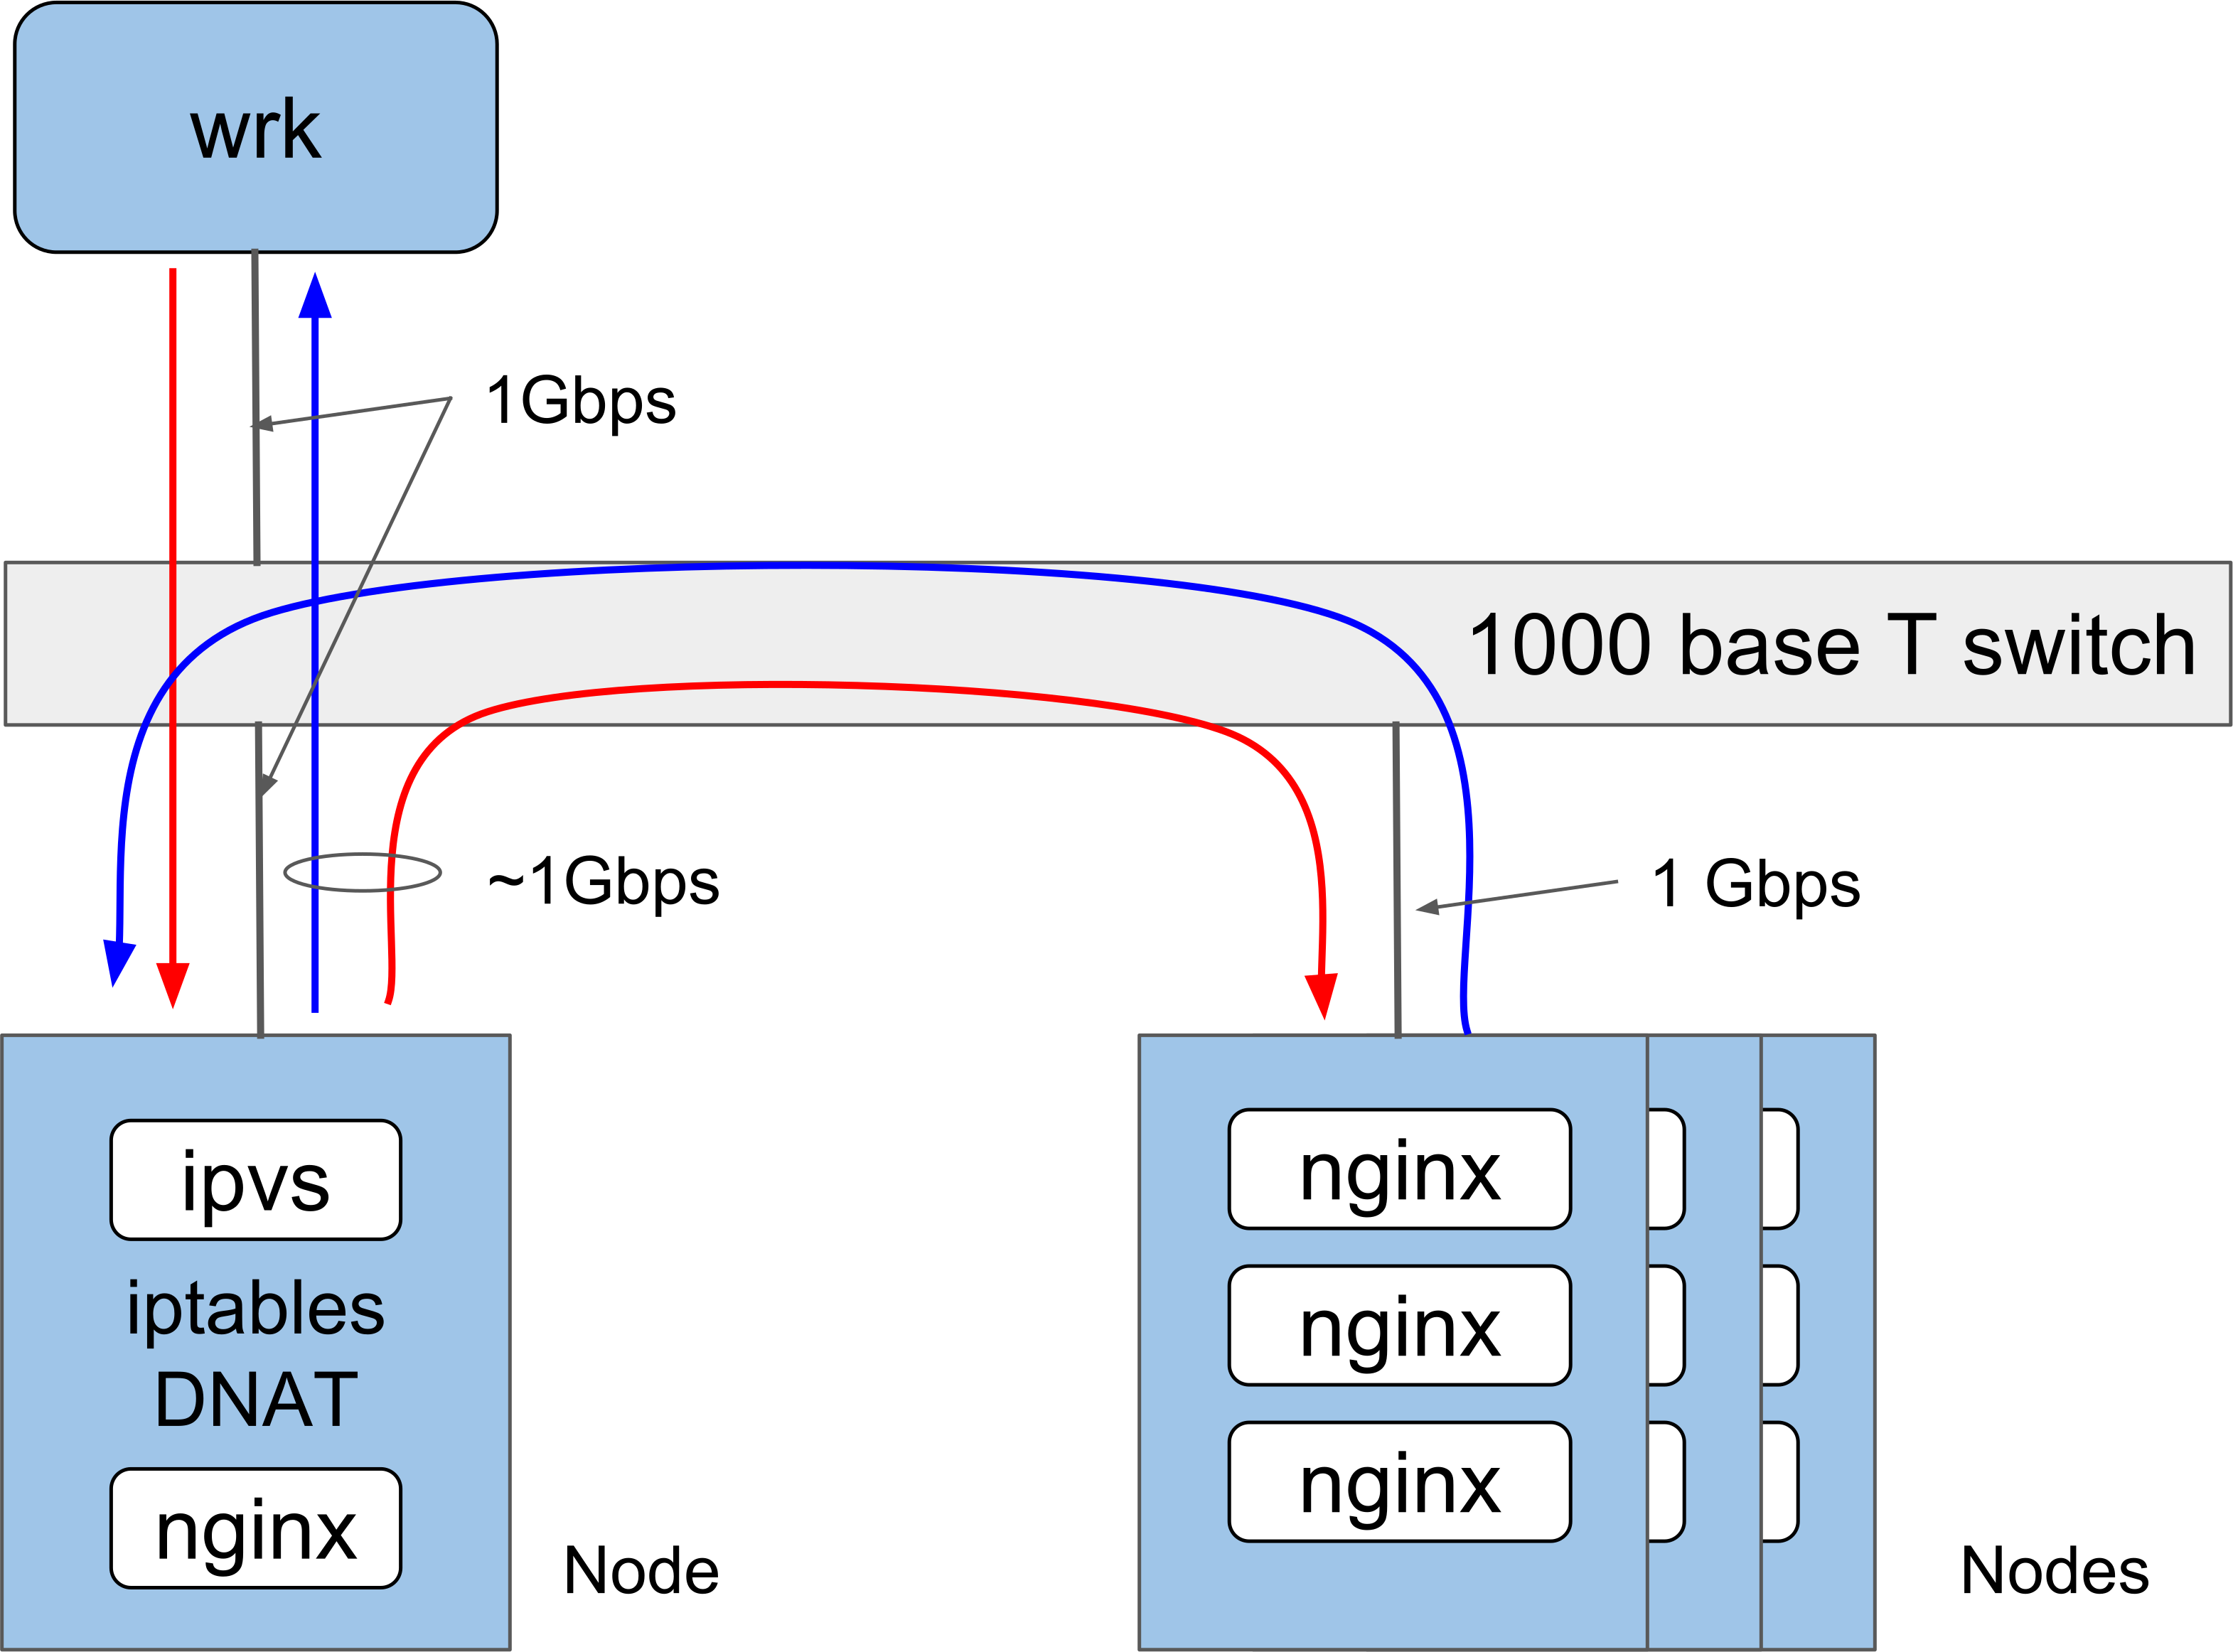 wrk
1Gbps
1000 base T switch
~1Gbps
1 Gbps
ipvs
iptables
DNAT
nginx
Node
nginx
nginx
nginx
Nodes